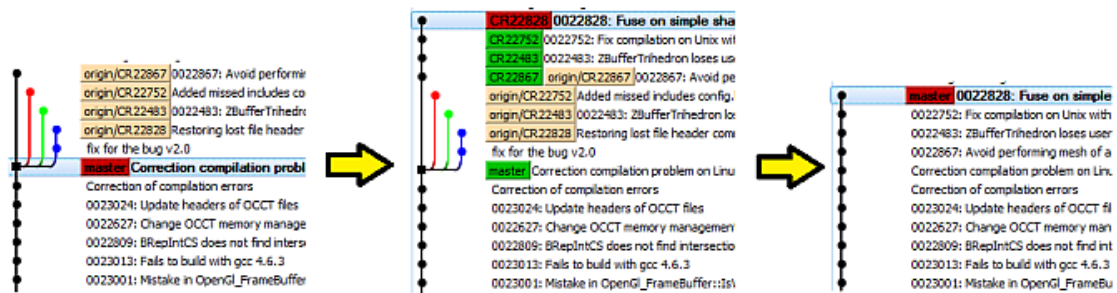 origin/CR22867 0022867: Avoid performin
origin/CR22752 Added missed includes co
origin/CR22483 0022483: ZBufferTrihedro
origin/CR22828 Restoring lost file header
fix for the bug v2.0
master Correction compilation probl
Correction of compilation errors
0023024: Update headers of OCCT files
0022627: Change OCCT memory manage
0022809: BRepIntCS does not find interse
0023013: Fails to build with gcc 4.6.3
0023001: Mistake in OpenGl_FrameBuffer
CR22828 0022828: Fuse on simple sha
CR22752 0022752: Fix compilation on Unix wit
CR22483 0022483: ZBufferTrihedron loses us
CR22867 origin/CR22867 0022867: Avoid pe
origin/CR22752 Added missed includes config.
origin/CR22483 0022483: ZBufferTrihedron lo
origin/CR22828 Restoring lost file header com
fix for the bug v2.0
master Correction compilation problem on Linu
Correction of compilation errors
0023024: Update headers of OCCT files
0022627: Change OCCT memory managemen
0022809: BRepIntCS does not find intersectio
0023013: Fails to build with gcc 4.6.3
0023001: Mistake in OpenGl_FrameBuffer::IsV
master 0022828: Fuse on simple
0022752: Fix compilation on Unix with
0022483: ZBufferTrihedron loses user
0022867: Avoid performing mesh of a
Correction compilation problem on Linu
Correction of compilation errors
0023024: Update headers of OCCT fil
0022627: Change OCCT memory man
0022809: BRepIntCS does not find int
0023013: Fails to build with gcc 4.6.3
0023001: Mistake in OpenGl_FrameBu